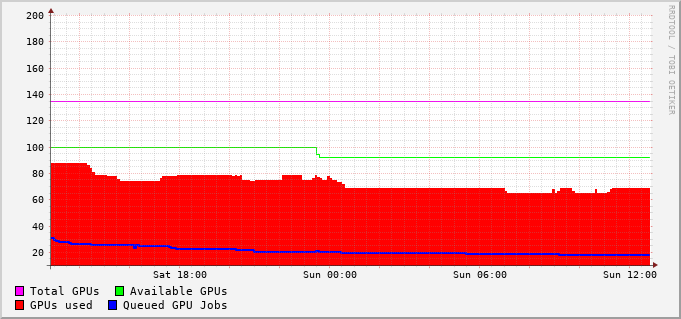 200
180
160
140
120
100
80
60
40
20
Sat 18:00 Sun 00:00 Sun 06:00 Sun 12:00
Total GPUs Available GPUs
GPUs used Queued GPU Jobs
RRDTOOL / TOBI OETIKER